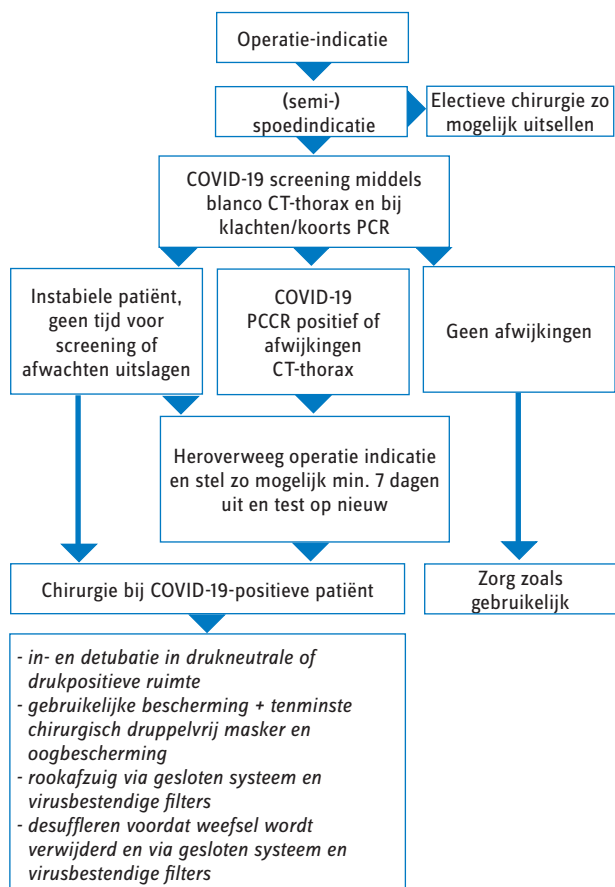 Operatie-indicatie
(semi-)
spoedindicatie
Electieve chirurgie zo
mogelijk uitsellen
COVID-19 screening middels
blanco CT-thorax en bij
klachten/koorts PCR
Instabiele patiënt,
geen tijd voor
screening of
afwachten uitslagen
COVID-19
PCCR positief of
afwijkingen
CT-thorax
Geen afwijkingen
Heroverweeg operatie indicatie
en stel zo mogelijk min. 7 dagen
uit en test op nieuw
Chirurgie bij COVID-19-positieve patiënt
Zorg zoals
gebruikelijk
- in- en detubatie in drukneutrale of
drukpositieve ruimte
- gebruikelijke bescherming + tenminste
chirurgisch druppelvrij masker en
oogbescherming
- rookafzuig via gesloten systeem en
virusbestendige filters
- desuffleren voordat weefsel wordt
verwijderd en via gesloten systeem en
virusbestendige filters